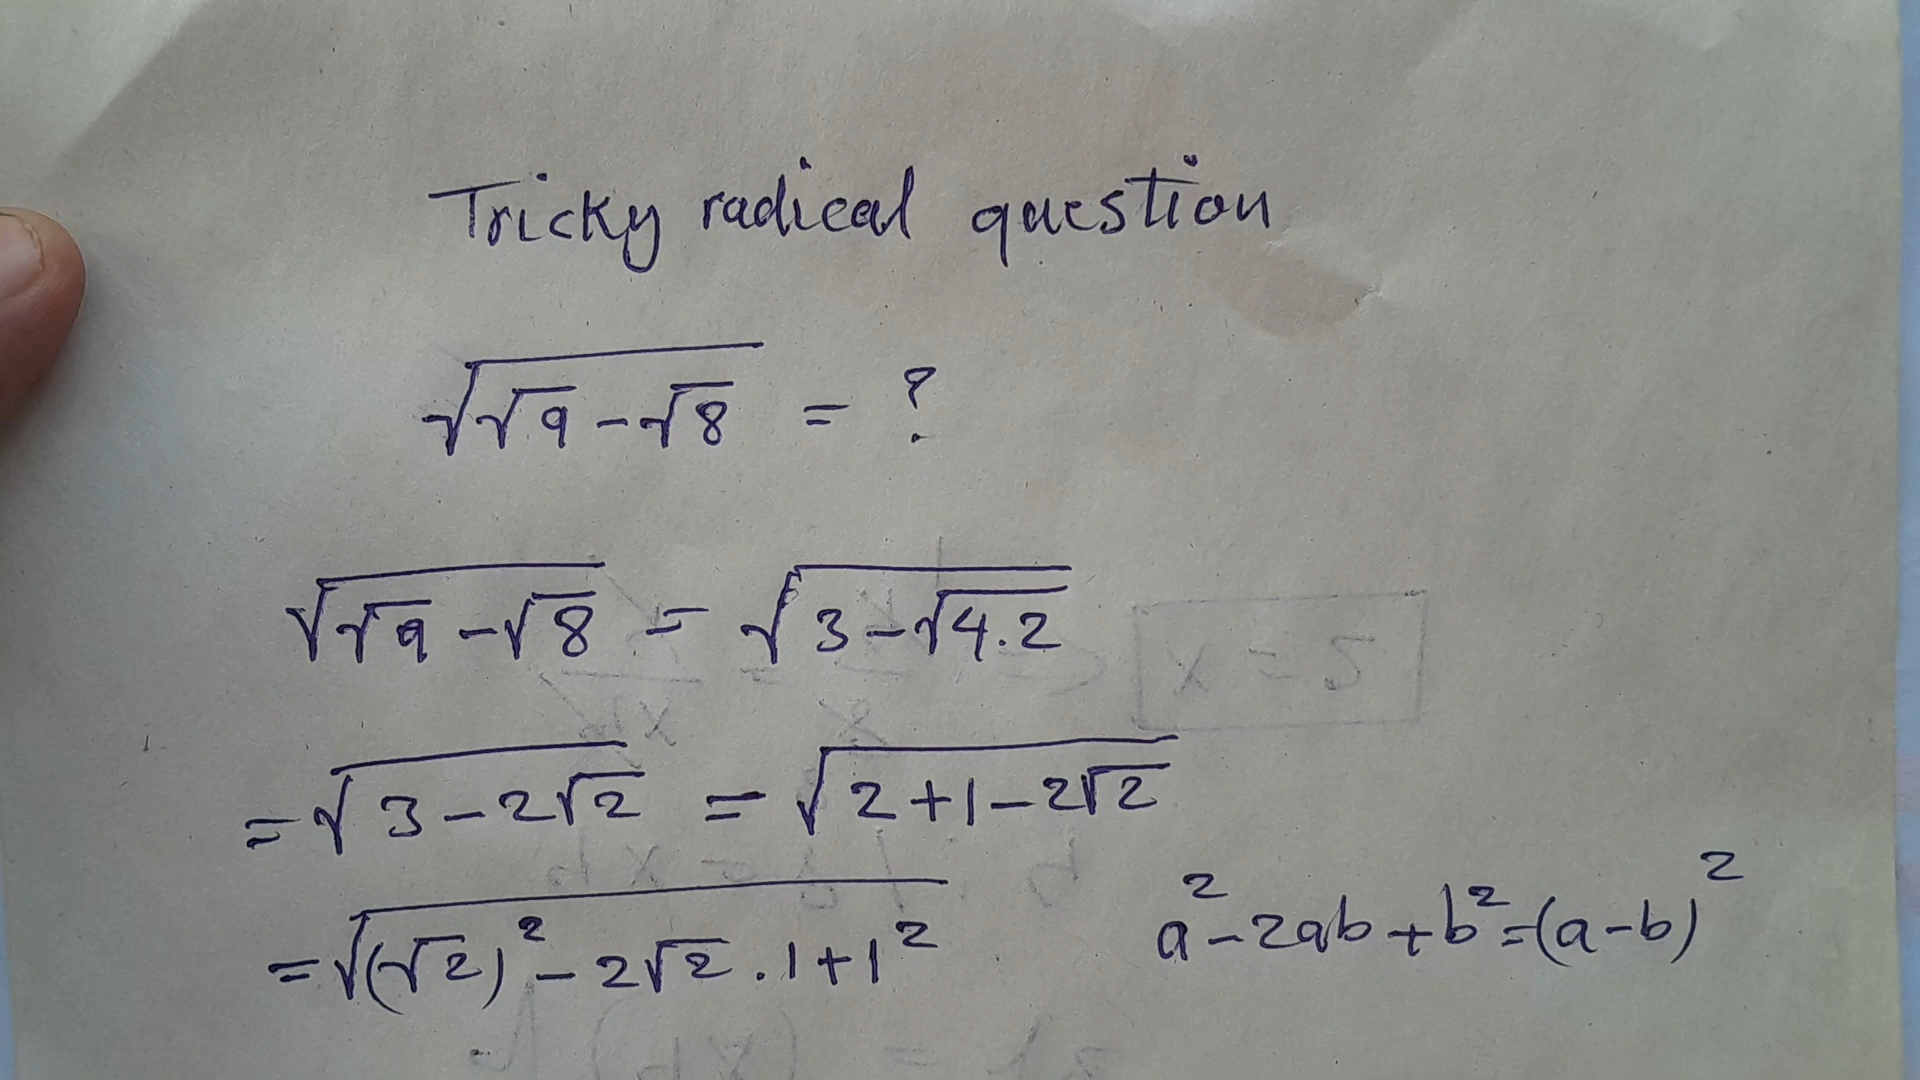 Tricky radical question
√(√9 - √8) = ?
√(√9 - √8) = √(3 - √(4.2))
= √(3 - 2√2) = √(2 + 1 - 2√2)
= √((√2)² - 2√2 . 1 + 1²) a² - 2ab + b² = (a - b)²
x = 5